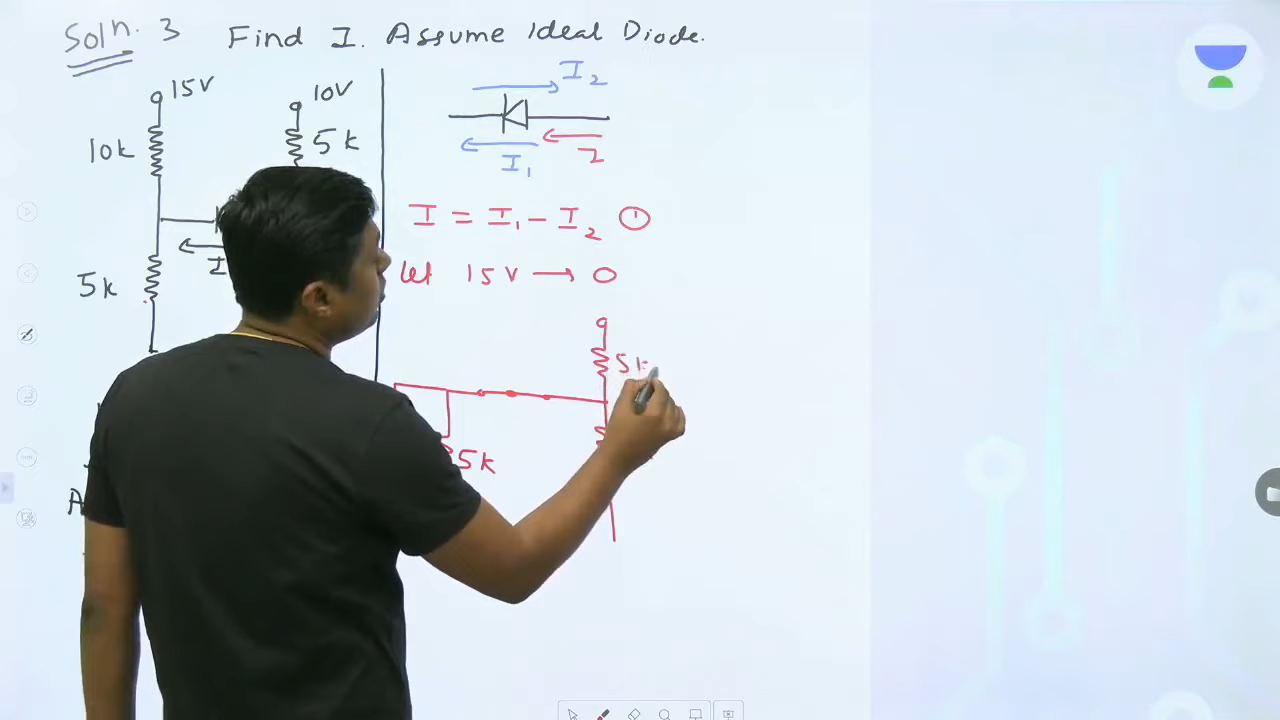 Soln. 3 Find I. Assume Ideal Diode.
15V
10V
10k
5k
I
5k
A
I2
I1
I
I = I1 - I2 ①
let 15V → 0
5k
5k